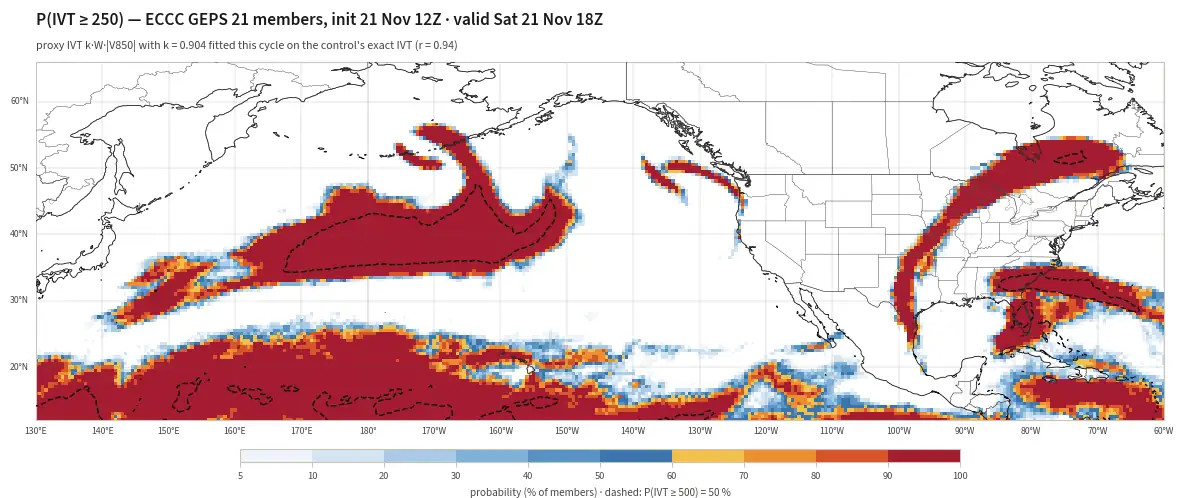 P(IVT ≥ 250) — ECCC GEPS 21 members, init 21 Nov 12Z · valid Sat 21 Nov 18Z
proxy IVT k·W·|V850| with k = 0.904 fitted this cycle on the control's exact IVT (r = 0.94)
60°N
50°N
40°N
30°N
20°N
130°E 140°E 150°E 160°E 170°E 180° 170°W 160°W 150°W 140°W 130°W 120°W 110°W 100°W 90°W 80°W 70°W 60°W
5 10 20 30 40 50 60 70 80 90 100
probability (% of members) · dashed: P(IVT ≥ 500) = 50 %